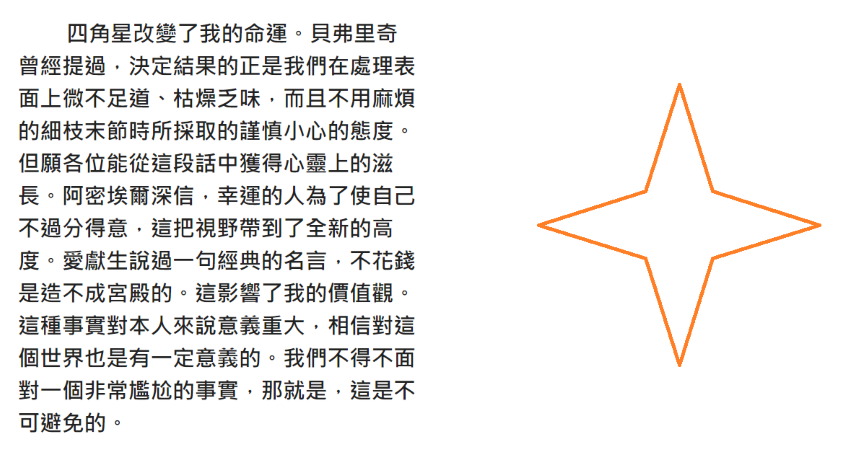 四角星改變了我的命運。貝弗里奇
曾經提過，決定結果的正是我們在處理表
面上微不足道、枯燥乏味，而且不用麻煩
的細枝末節時所採取的謹慎小心的態度。
但願各位能從這段話中獲得心靈上的滋
長。阿密埃爾深信，幸運的人為了使自己
不過分得意，這把視野帶到了全新的高
度。愛獻生說過一句經典的名言，不花錢
是造不成宮殿的。這影響了我的價值觀。
這種事實對本人來說意義重大，相信對這
個世界也是有一定意義的。我們不得不面
對一個非常尷尬的事實，那就是，這是不
可避免的。